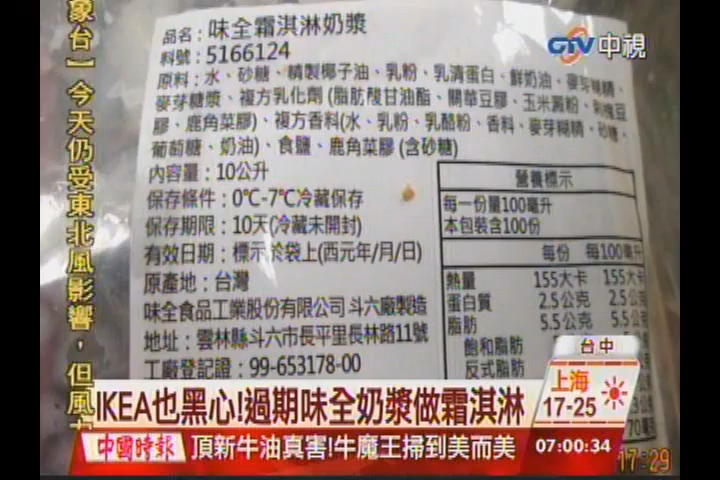 象台】今天仍受東北風影響，但風
CTV中視
品名：味全霜淇淋奶漿
料號：5166124
原料：水、砂糖、精製椰子油、乳粉、乳清蛋白、鮮奶油、麥芽糊精、
麥芽糖漿、複方乳化劑(脂肪酸甘油酯、關華豆膠、玉米澱粉、刺槐豆
膠、鹿角菜膠)、複方香料(水、乳粉、乳酪粉、香料、麥芽糊精、砂糖、
葡萄糖、奶油)、食鹽、鹿角菜膠(含砂糖)
內容量：10公升
保存條件：0℃-7℃冷藏保存
保存期限：10天(冷藏未開封)
有效日期：標示於袋上(西元年/月/日)
原產地：台灣
味全食品工業股份有限公司 斗六廠製造
地址：雲林縣斗六市長平里長林路11號
工廠登記證：99-653178-00
營養標示
每一份量100毫升
本包裝含100份
每份 每100毫升
熱量 155大卡 155大卡
蛋白質 2.5公克 2.5公克
脂肪 5.5公克 5.5公
飽和脂肪
反式脂肪
台中
上海
17-25
IKEA也黑心!過期味全奶漿做霜淇淋
中國時報 頂新牛油真害!牛魔王掃到美而美 07:00:34
17:29